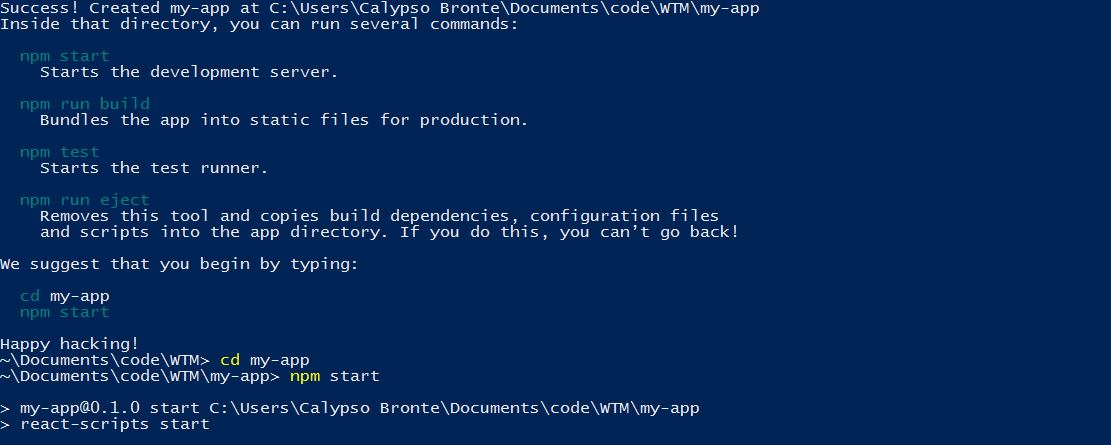 Success! Created my-app at C:\Users\Calypso Bronte\Documents\code\WTM\my-app
Inside that directory, you can run several commands:
npm start
Starts the development server.
npm run build
Bundles the app into static files for production.
npm test
Starts the test runner.
npm run eject
Removes this tool and copies build dependencies, configuration files
and scripts into the app directory. If you do this, you can’t go back!
We suggest that you begin by typing:
cd my-app
npm start
Happy hacking!
~\Documents\code\WTM> cd my-app
~\Documents\code\WTM\my-app> npm start
> my-app@0.1.0 start C:\Users\Calypso Bronte\Documents\code\WTM\my-app
> react-scripts start